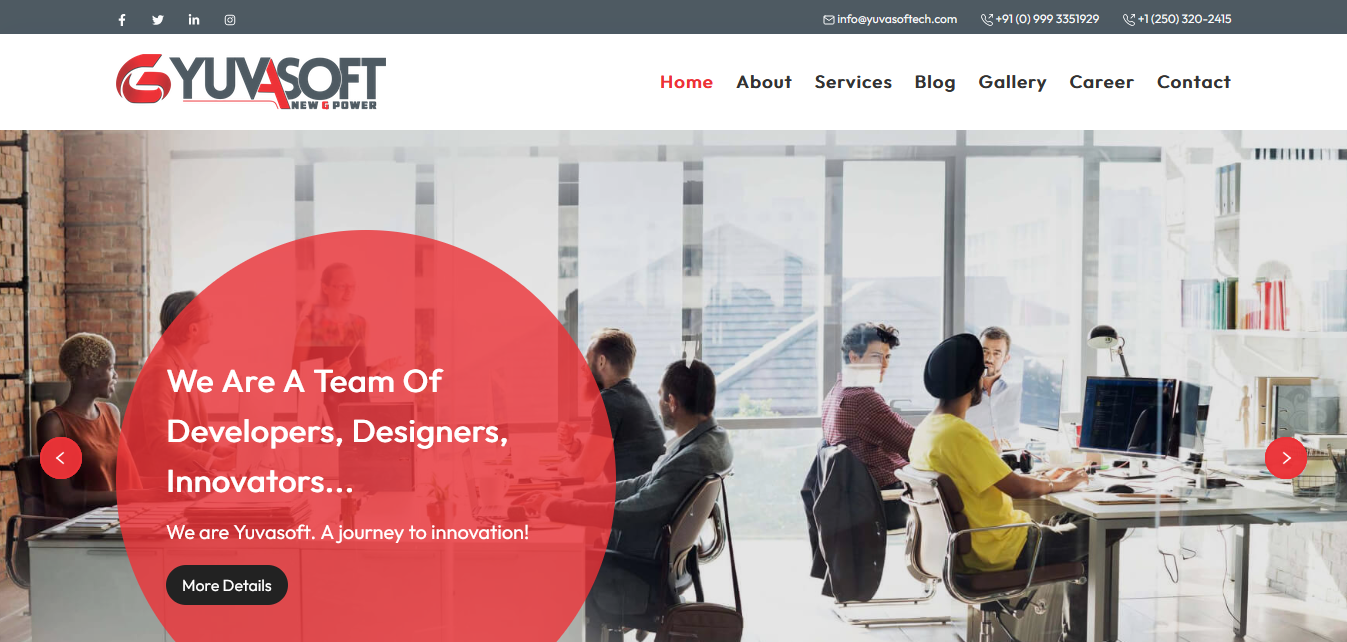 info@yuvasoftech.com +91 (0) 999 3351929 +1 (250) 320-2415
YUVASOFT
NEW & POWER
Home About Services Blog Gallery Career Contact
We Are A Team Of
Developers, Designers,
Innovators...
We are Yuvasoft. A journey to innovation!
More Details